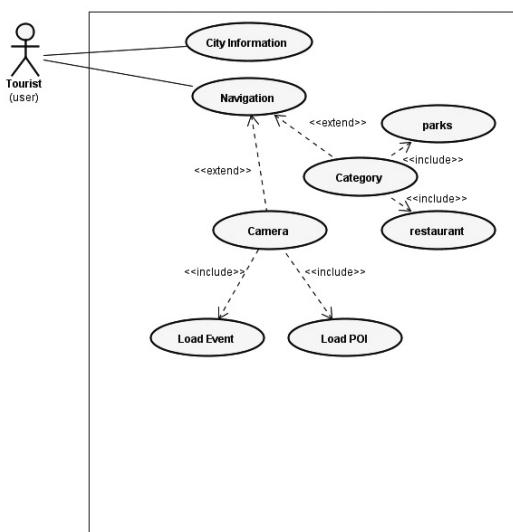 City Information
Tourist
(user)
Navigation
<<extend>>
parks
<<include>>
<<extend>>
Category
<<include>>
Camera
restaurant
<<include>>
<<include>>
Load Event
Load POI